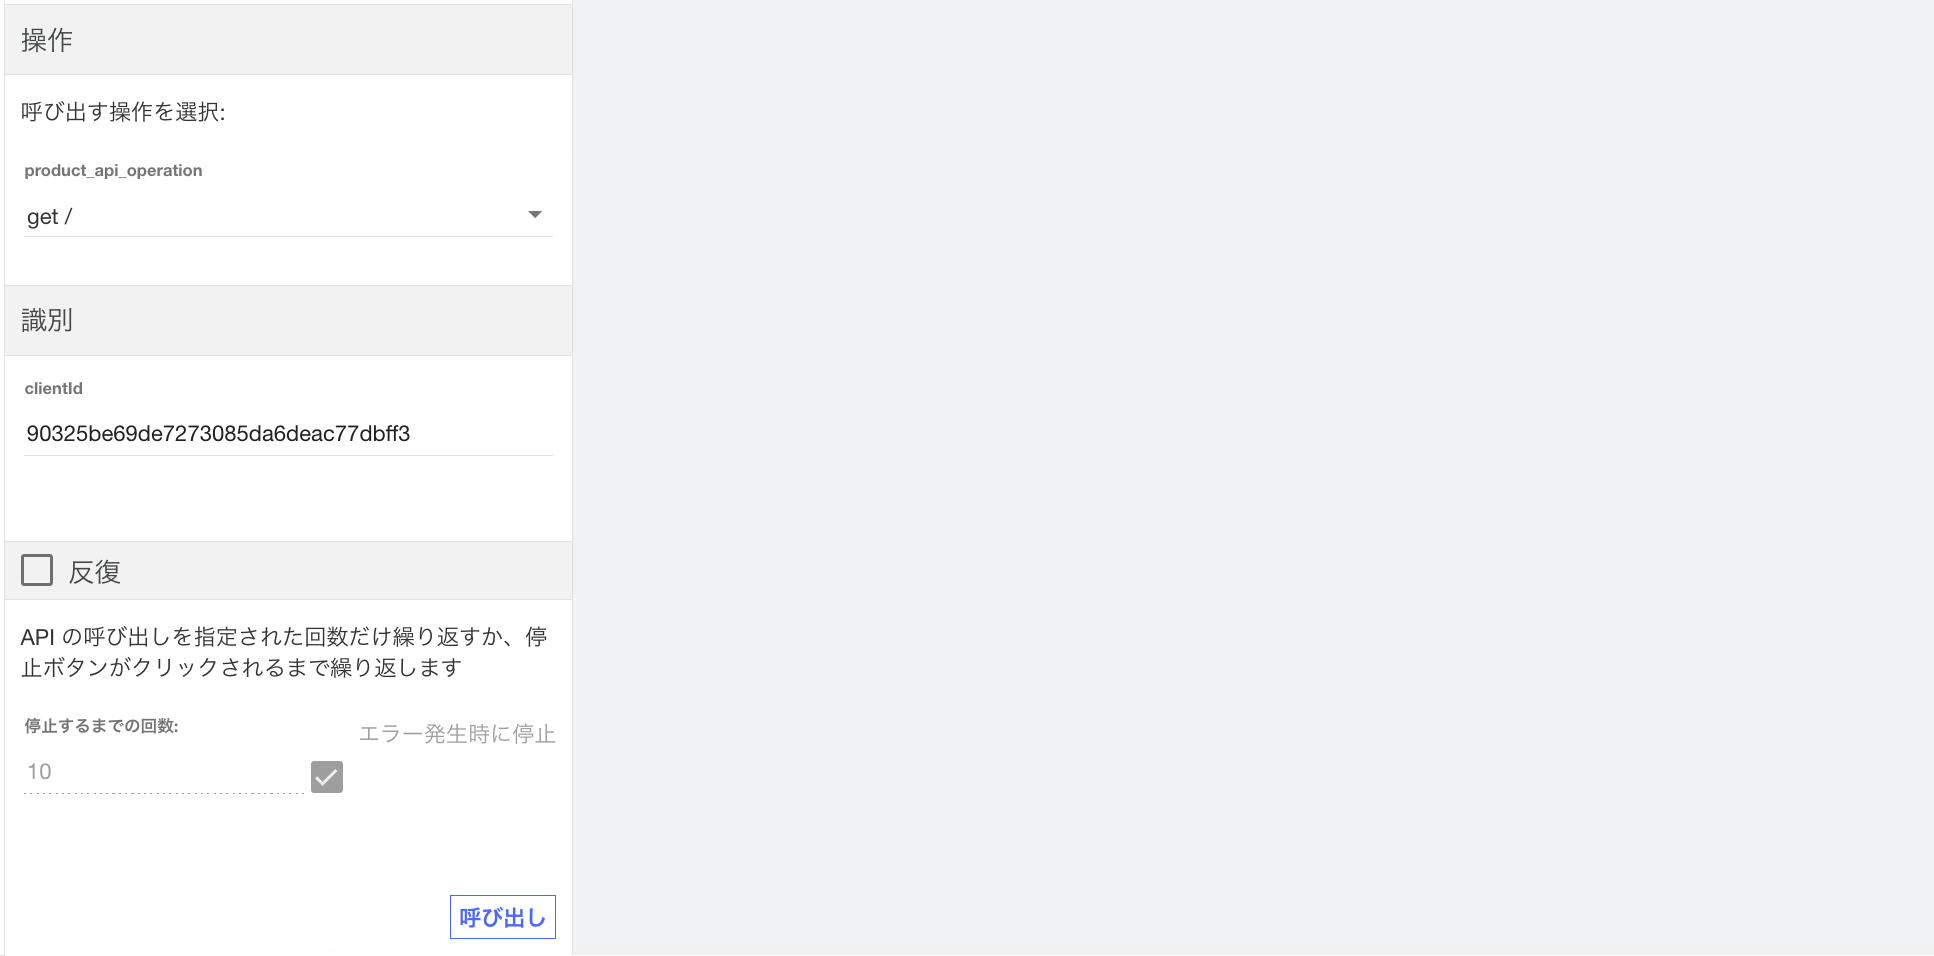 操作
呼び出す操作を選択:
product_api_operation
get /
識別
clientId
90325be69de7273085da6deac77dbff3
反復
API の呼び出しを指定された回数だけ繰り返すか、停
止ボタンがクリックされるまで繰り返します
停止するまでの回数:
エラー発生時に停止
10
呼び出し